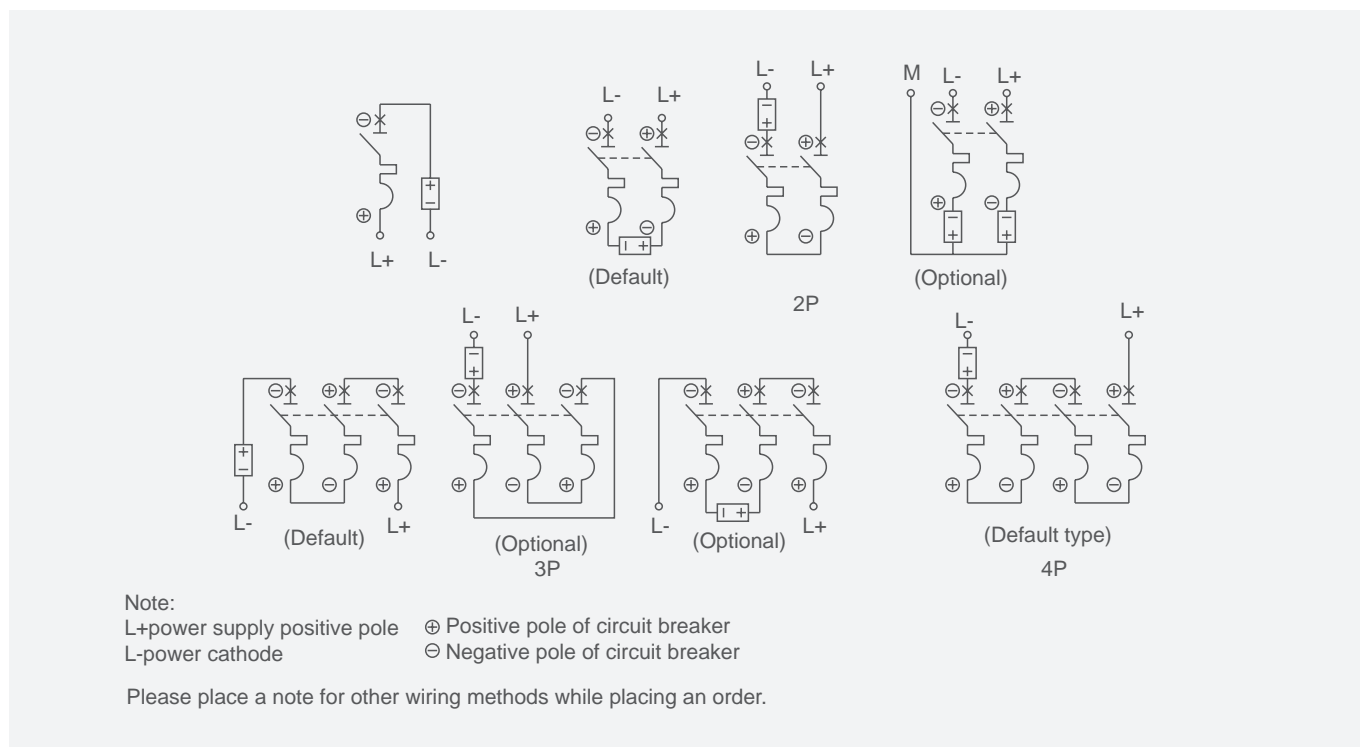 L+ L-
L- L+
(Default)
L- L+
2P
M L- L+
(Optional)
L- L+
(Default)
L- L+
(Optional)
3P
L- L+
(Optional)
L- L+
(Default type)
4P
Note:
L+power supply positive pole ⊕ Positive pole of circuit breaker
L-power cathode ⊖ Negative pole of circuit breaker
Please place a note for other wiring methods while placing an order.